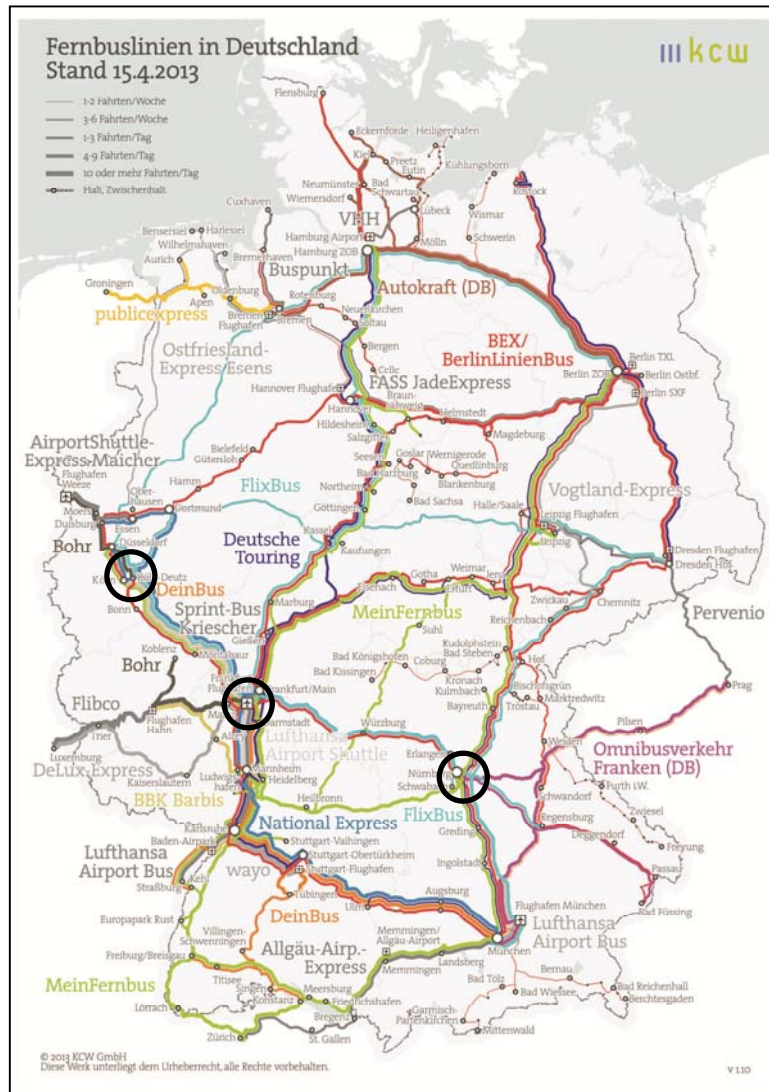 Fernbuslinien in Deutschland
Stand 15.4.2013
kcw
1-2 Fahrten/Woche
3-6 Fahrten/Woche
1-3 Fahrten/Tag
4-9 Fahrten/Tag
10 oder mehr Fahrten/Tag
Halt, Zwischenhalt
Flensburg
Eckernförde
Heiligenhafen
Kiel
Preetz
Eutin
Kühlungsborn
Neumünster
Bad Schwartau
Wiemersdorf
Rostock
Cuxhaven
VHH
Lübeck
Wismar
Bensersiel
Harlesiel
Hamburg Airport
Mölln
Schwerin
Wilhelmshaven
Hamburg ZOB
Aurich
Bremerhaven
Buspunkt
Groningen
Oldenburg
Rotenburg
Autokraft (DB)
Apen
publicexpress
Bremen Flughafen
Bremen
Neuenkirchen
Soltau
Ostfriesland-
Express Esens
Bergen
BEX/
BerlinLinienBus
Berlin TXL
Celle
Berlin ZOB
Berlin Ostbf.
Hannover Flughafen
FASS JadeExpress
Berlin SXF
Hannover
Braunschweig
Helmstedt
Hildesheim
Magdeburg
AirportShuttle-
Express-Maicher
Bielefeld
Salzgitter
Gütersloh
Seesen
Goslar
Wernigerode
Flughafen Weeze
Hamm
Bad Harzburg
Quedlinburg
Oberhausen
FlixBus
Northeim
Blankenburg
Vogtland-Express
Moers
Dortmund
Bad Sachsa
Duisburg
Essen
Göttingen
Halle/Saale
Leipzig Flughafen
Düsseldorf
Kassel
Leipzig
Bohr
Deutsche
Touring
Kaufungen
Dresden Flughafen
Dresden Hbf.
Köln
Deutz
DeinBus
Gotha
Weimar
Jena
Eisenach
Erfurt
Zwickau
Chemnitz
Bonn
Sprint-Bus
Kriescher
Marburg
MeinFernbus
Reichenbach
Pervenio
Gießen
Suhl
Koblenz
Montabaur
Rudolphstein
Bad Königshofen
Bad Steben
Hof
Bohr
Coburg
Bad Kissingen
Kronach
Bischofsgrün
Frankfurt/Main
Kulmbach
Marktredwitz
Prag
Flibco
Tröstau
Flughafen Hahn
Bayreuth
Darmstadt
Würzburg
Pilsen
Trier
Luxemburg
Lufthansa
Airport Shuttle
Erlangen
Weiden
Omnibusverkehr
Franken (DB)
DeLux-Express
Nürnberg
Mannheim
Ludwigshafen
Heidelberg
Schwabach
Kaiserslautern
Schwandorf
Furth i.W.
BBK Barbis
Heilbronn
FlixBus
Zwiesel
Regensburg
Karlsruhe
National Express
Greding
Deggendorf
Freyung
Baden-Airpark
Stuttgart-Vaihingen
Lufthansa
Airport Bus
wayo
Stuttgart-Obertürkheim
Ingolstadt
Passau
Stuttgart-Flughafen
Kehl
Straßburg
Tübingen
Augsburg
Flughafen München
Bad Füssing
Ulm
Europapark Rust
DeinBus
Lufthansa
Airport Bus
Villingen-
Schwenningen
Memmingen/
Allgäu-Airport
München
Allgäu-Airp.-
Express
Freiburg/Breisgau
Landsberg
Memmingen
Bernau
Titisee
Bad Tölz
Bad Reichenhall
MeinFernbus
Singen
Meersburg
Bad Wiessee
Berchtesgaden
Konstanz
Friedrichshafen
Lörrach
Garmisch-
Partenkirchen
Bregenz
Mittenwald
Zürich
St. Gallen
© 2013 KCW GmbH
Diese Werk unterliegt dem Urheberrecht, alle Rechte vorbehalten.
V 1.10